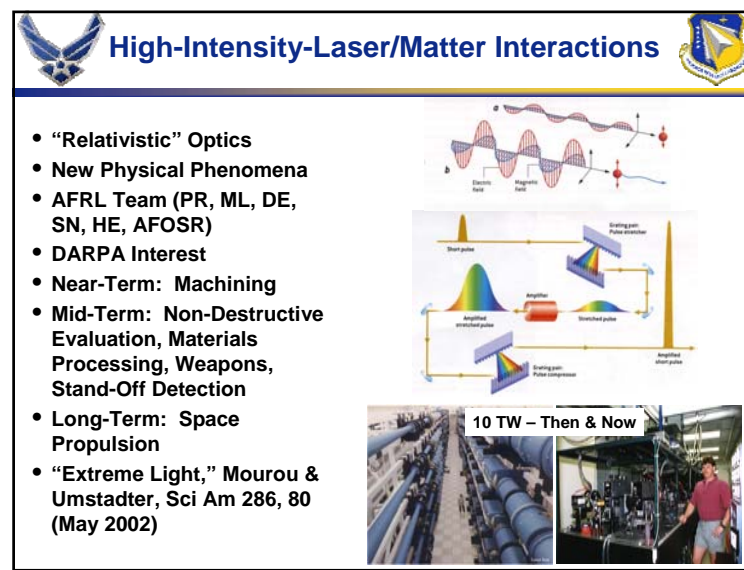 High-Intensity-Laser/Matter Interactions
• “Relativistic” Optics
• New Physical Phenomena
• AFRL Team (PR, ML, DE,
SN, HE, AFOSR)
• DARPA Interest
• Near-Term: Machining
• Mid-Term: Non-Destructive
Evaluation, Materials
Processing, Weapons,
Stand-Off Detection
• Long-Term: Space
Propulsion
• “Extreme Light,” Mourou &
Umstadter, Sci Am 286, 80
(May 2002)
a
b
Electric
field
Magnetic
field
Grating pair:
Pulse stretcher
Short pulse
Amplifier
Amplified
stretched pulse
Stretched pulse
Grating pair:
Pulse compressor
Amplified
short pulse
10 TW – Then & Now